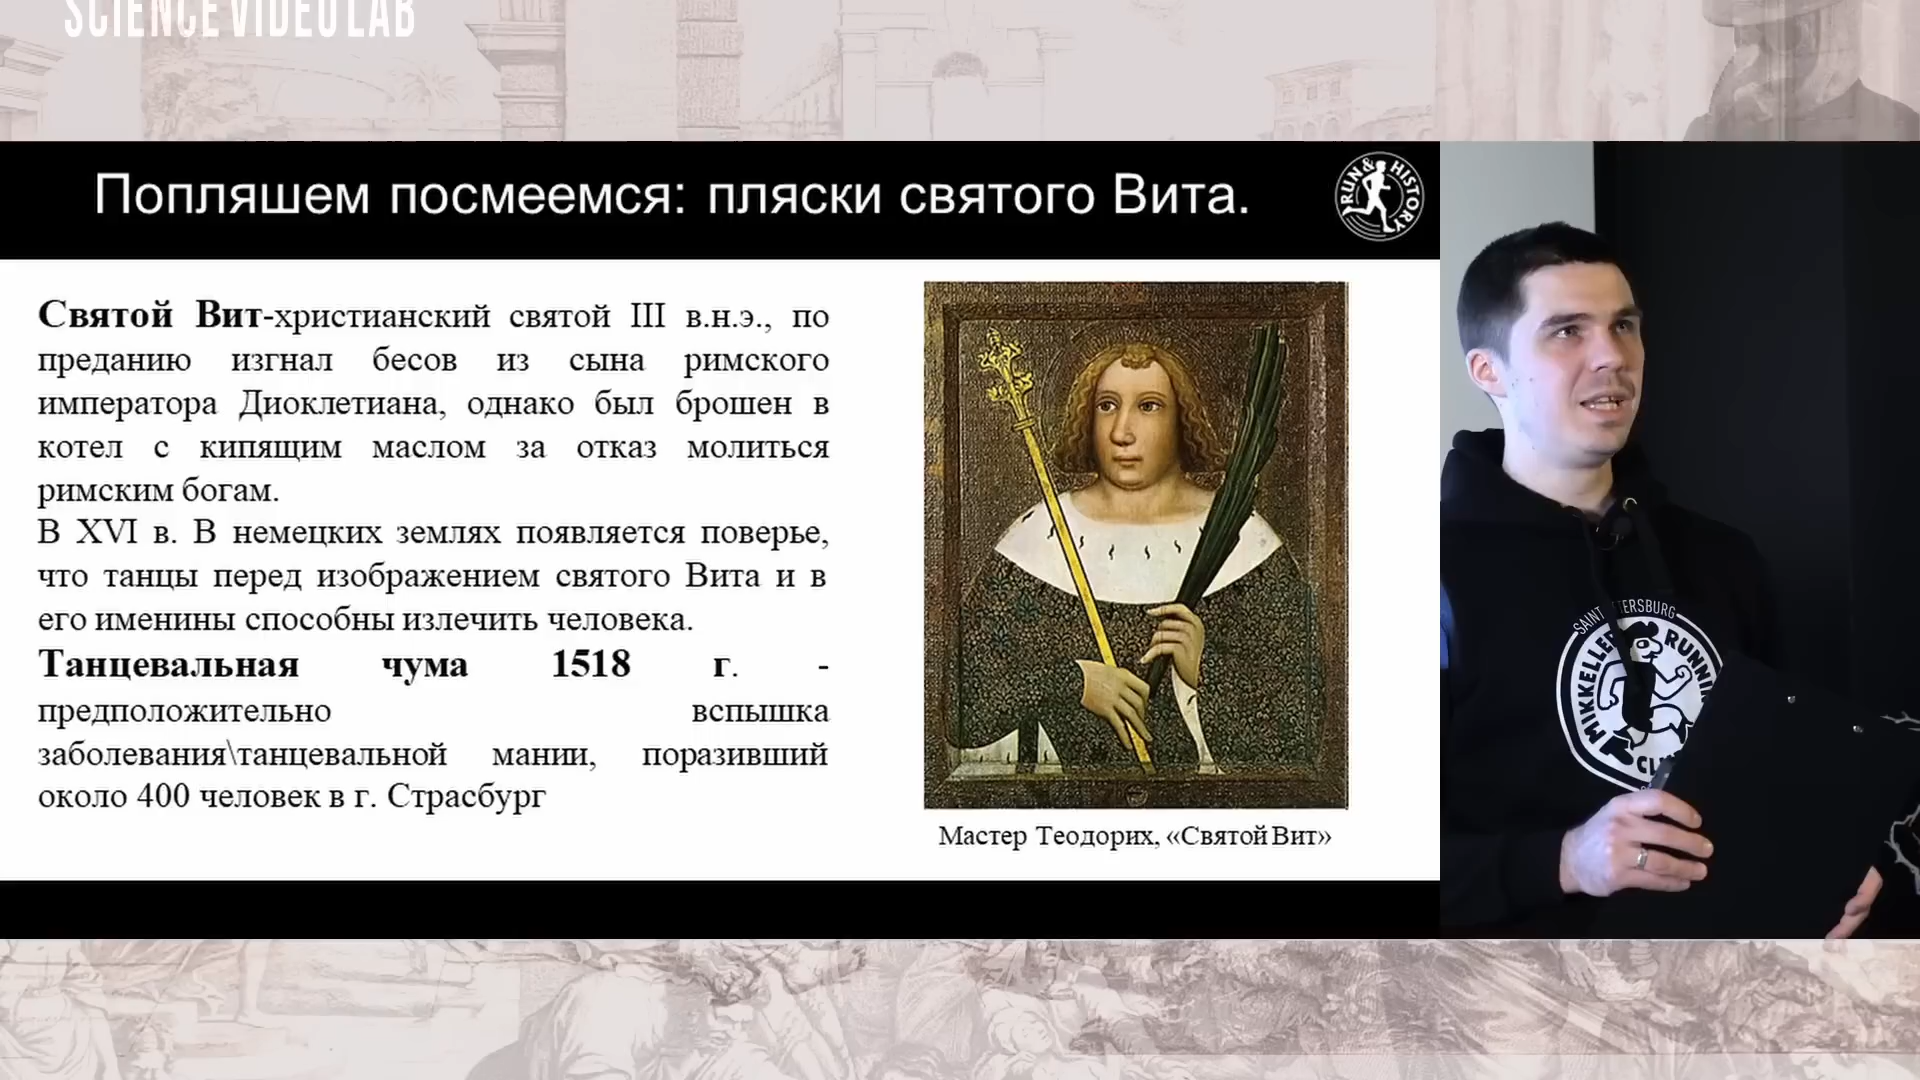 SCIENCE VIDEO LAB
Попляшем посмеемся: пляски святого Вита.
RUN & HISTORY
Святой Вит-христианский святой III в.н.э., по
преданию изгнал бесов из сына римского
императора Диоклетиана, однако был брошен в
котел с кипящим маслом за отказ молиться
римским богам.
В XVI в. В немецких землях появляется поверье,
что танцы перед изображением святого Вита и в
его именины способны излечить человека.
Танцевальная чума 1518 г. -
предположительно вспышка
заболевания\танцевальной мании, поразивший
около 400 человек в г. Страсбург
Мастер Теодорих, «Святой Вит»
SAINT
MIKKELLER